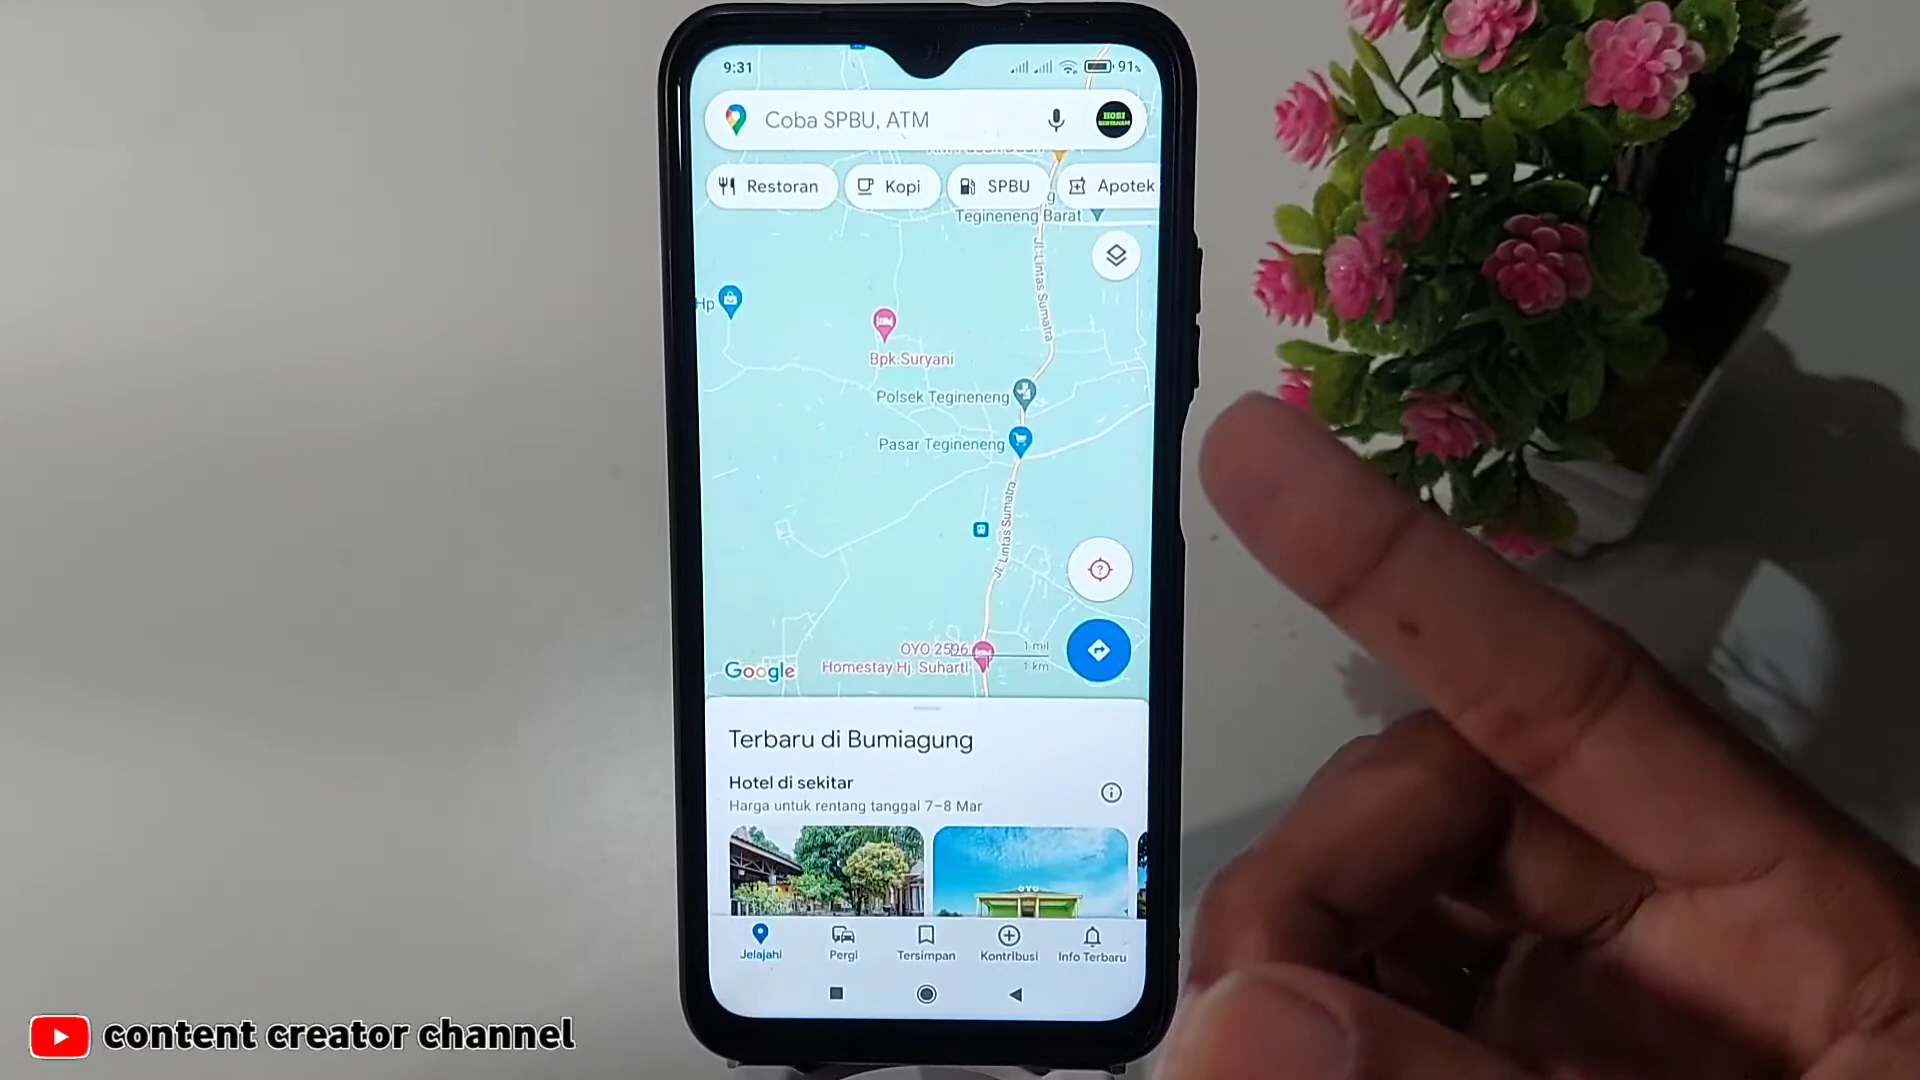 9:31
91%
Coba SPBU, ATM
HOBI
Restoran
Kopi
SPBU
Apotek
g
Tegineneng Barat
Jl. Lintas Sumatra
Hp
Bpk.Suryani
Polsek Tegineneng
Pasar Tegineneng
Jl. Lintas Sumatra
OYO 2596
Homestay Hj. Suharti
1 mil
1 km
Google
Terbaru di Bumiagung
Hotel di sekitar
Harga untuk rentang tanggal 7–8 Mar
OYO
Jelajahi
Pergi
Tersimpan
Kontribusi
Info Terbaru
content creator channel